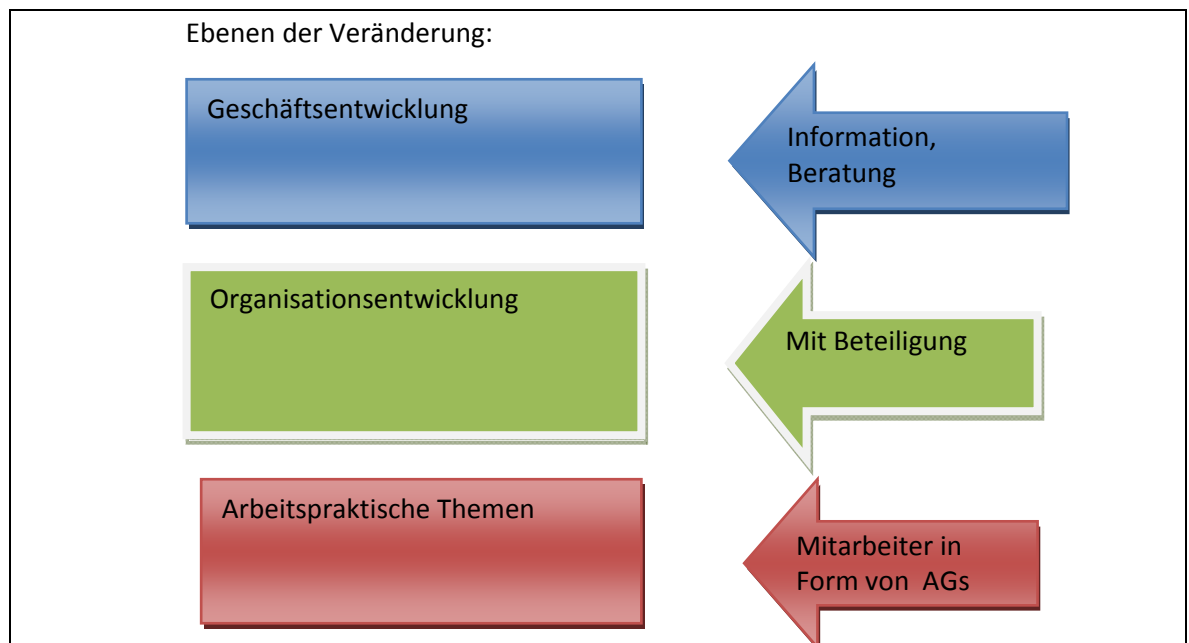 Ebenen der Veränderung:
Geschäftsentwicklung
Information,
Beratung
Organisationsentwicklung
Mit Beteiligung
Arbeitspraktische Themen
Mitarbeiter in
Form von  AGs